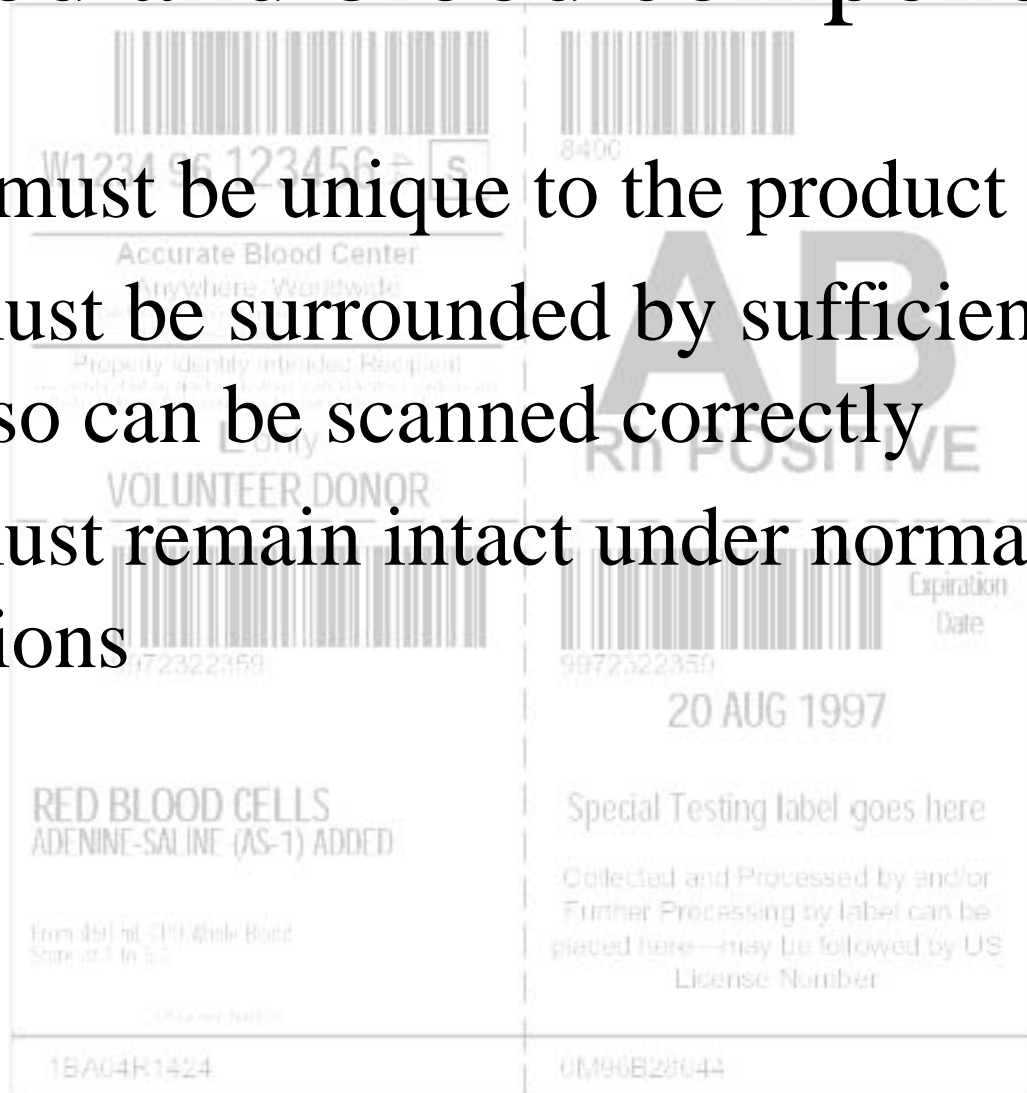 must be unique to the product
ust be surrounded by sufficien
so can be scanned correctly
ust remain intact under norma
ions
W1234 96 123456 S
Accurate Blood Center
Anywhere, Worldwide
Properly Identify Intended Recipient
only
VOLUNTEER DONOR
8400
AB
Rh POSITIVE
9972322359
RED BLOOD CELLS
ADENINE-SALINE (AS-1) ADDED
9972322359
Expiration
Date
20 AUG 1997
Special Testing label goes here
Collected and Processed by and/or
Further Processing by label can be
placed here—may be followed by US
License Number
1BA04R1424
0M96B28044